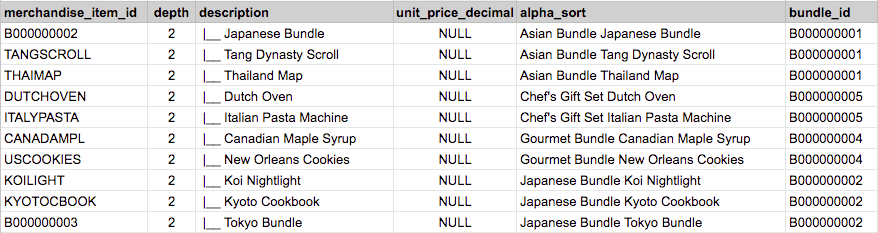 merchandise_item_id depth description unit_price_decimal alpha_sort bundle_id
B000000002 2 |__ Japanese Bundle NULL Asian Bundle Japanese Bundle B000000001
TANGSCROLL 2 |__ Tang Dynasty Scroll NULL Asian Bundle Tang Dynasty Scroll B000000001
THAIMAP 2 |__ Thailand Map NULL Asian Bundle Thailand Map B000000001
DUTCHOVEN 2 |__ Dutch Oven NULL Chef's Gift Set Dutch Oven B000000005
ITALYPASTA 2 |__ Italian Pasta Machine NULL Chef's Gift Set Italian Pasta Machine B000000005
CANADAMPL 2 |__ Canadian Maple Syrup NULL Gourmet Bundle Canadian Maple Syrup B000000004
USCOOKIES 2 |__ New Orleans Cookies NULL Gourmet Bundle New Orleans Cookies B000000004
KOILIGHT 2 |__ Koi Nightlight NULL Japanese Bundle Koi Nightlight B000000002
KYOTOCBOOK 2 |__ Kyoto Cookbook NULL Japanese Bundle Kyoto Cookbook B000000002
B000000003 2 |__ Tokyo Bundle NULL Japanese Bundle Tokyo Bundle B000000002